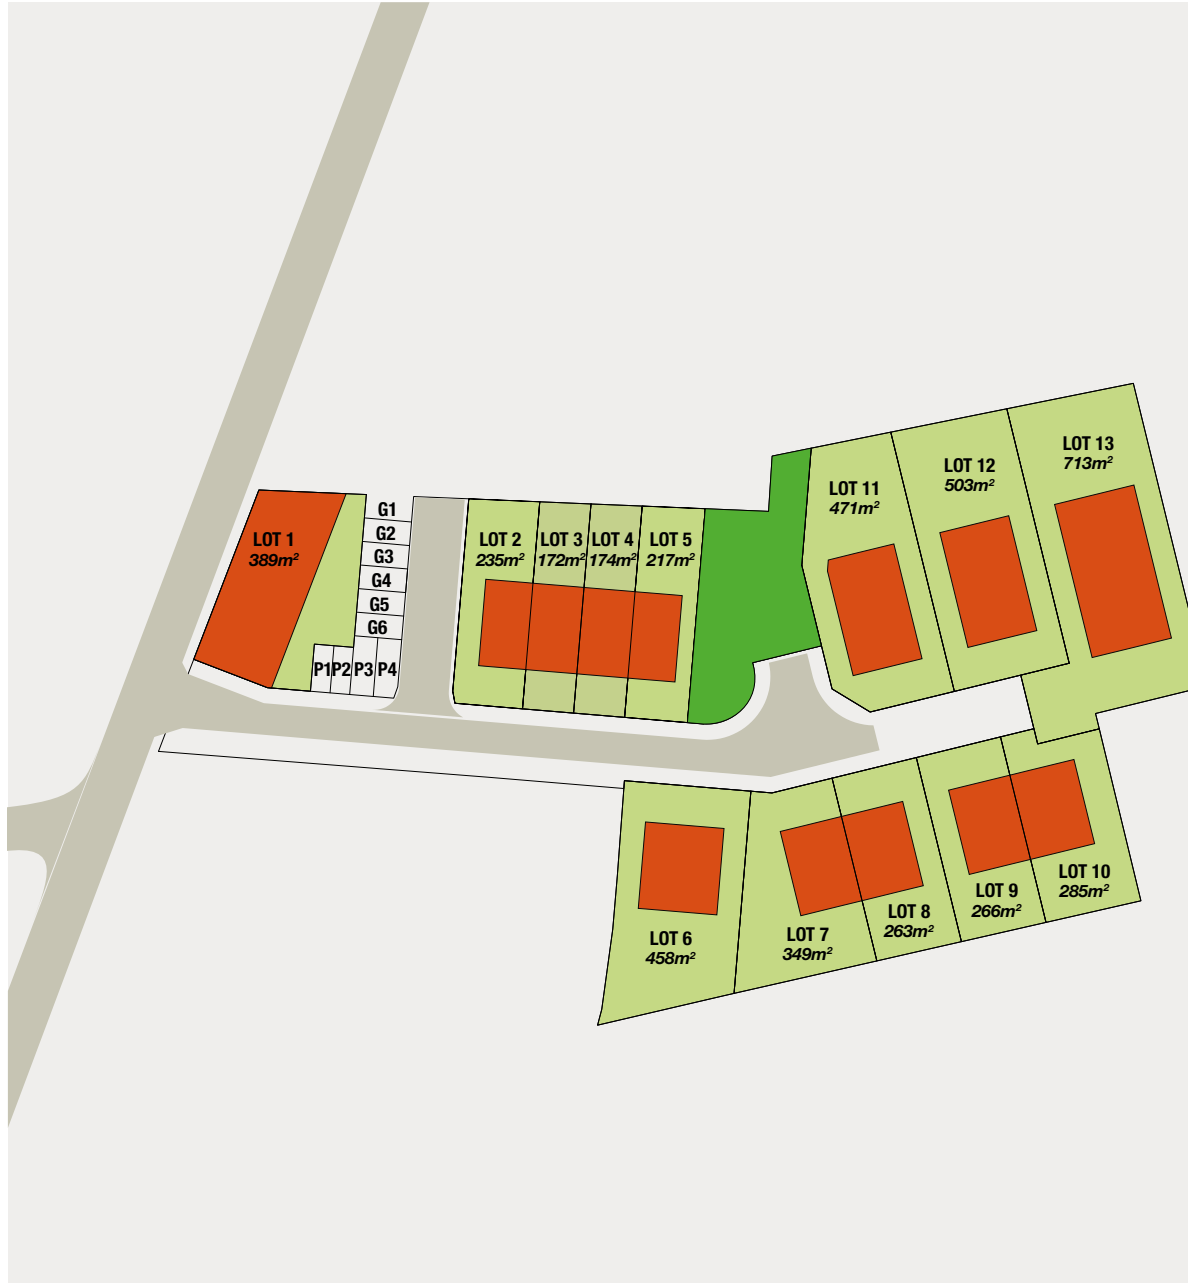 LOT 13
713m²
LOT 12
503m²
LOT 11
471m²
G1
G2
G3
G4
G5
G6
LOT 1
389m²
LOT 2
235m²
LOT 3
172m²
LOT 4
174m²
LOT 5
217m²
P1
P2
P3
P4
LOT 6
458m²
LOT 7
349m²
LOT 8
263m²
LOT 9
266m²
LOT 10
285m²